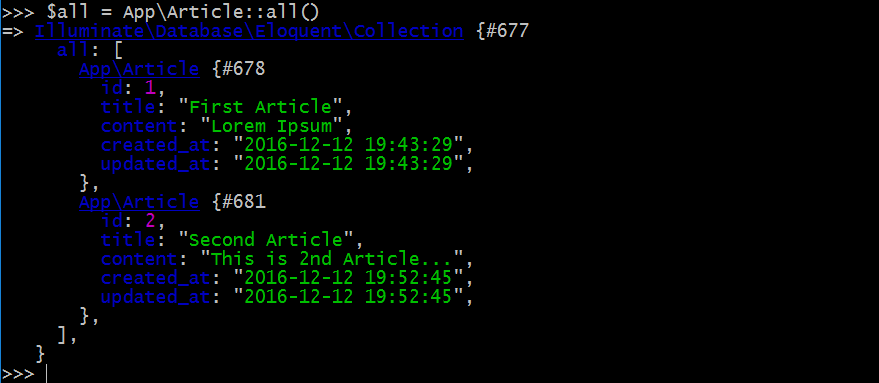 >>> $all = App\Article::all()
=> Illuminate\Database\Eloquent\Collection {#677
     all: [
       App\Article {#678
         id: 1,
         title: "First Article",
         content: "Lorem Ipsum",
         created_at: "2016-12-12 19:43:29",
         updated_at: "2016-12-12 19:43:29",
       },
       App\Article {#681
         id: 2,
         title: "Second Article",
         content: "This is 2nd Article...",
         created_at: "2016-12-12 19:52:45",
         updated_at: "2016-12-12 19:52:45",
       },
     ],
   }
>>>